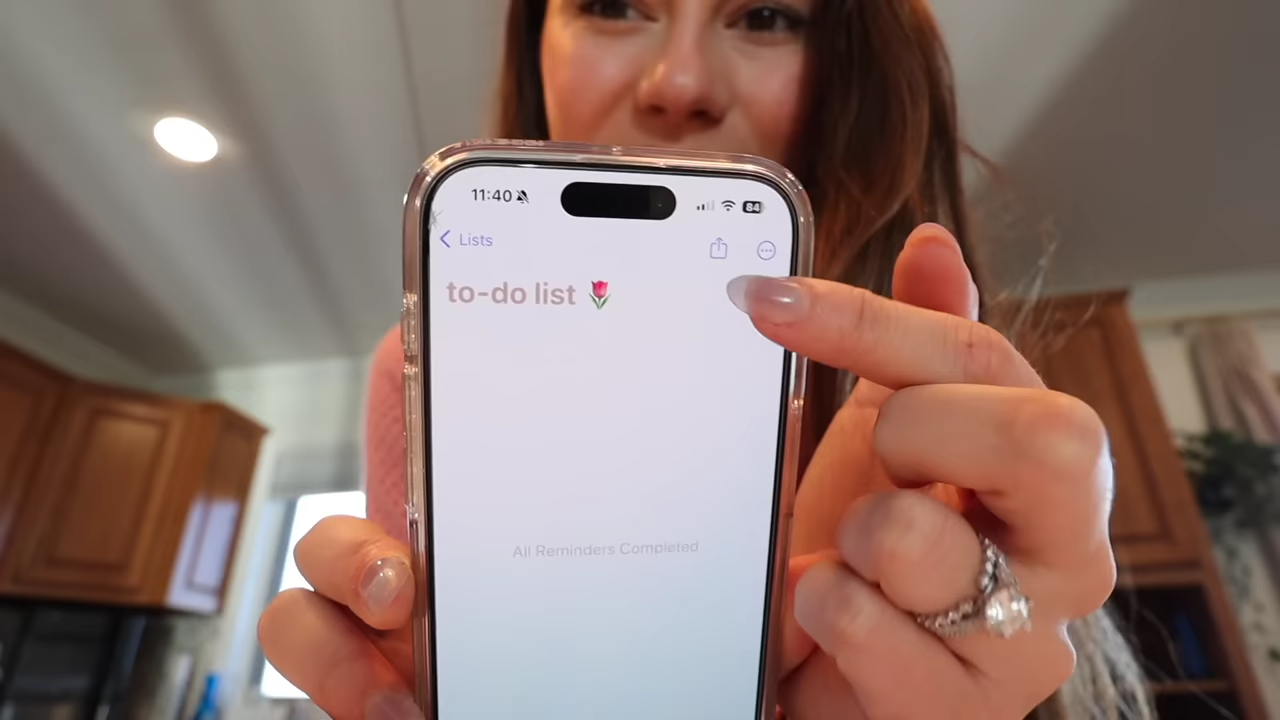 11:40
84
Lists
to-do list 🌷
All Reminders Completed